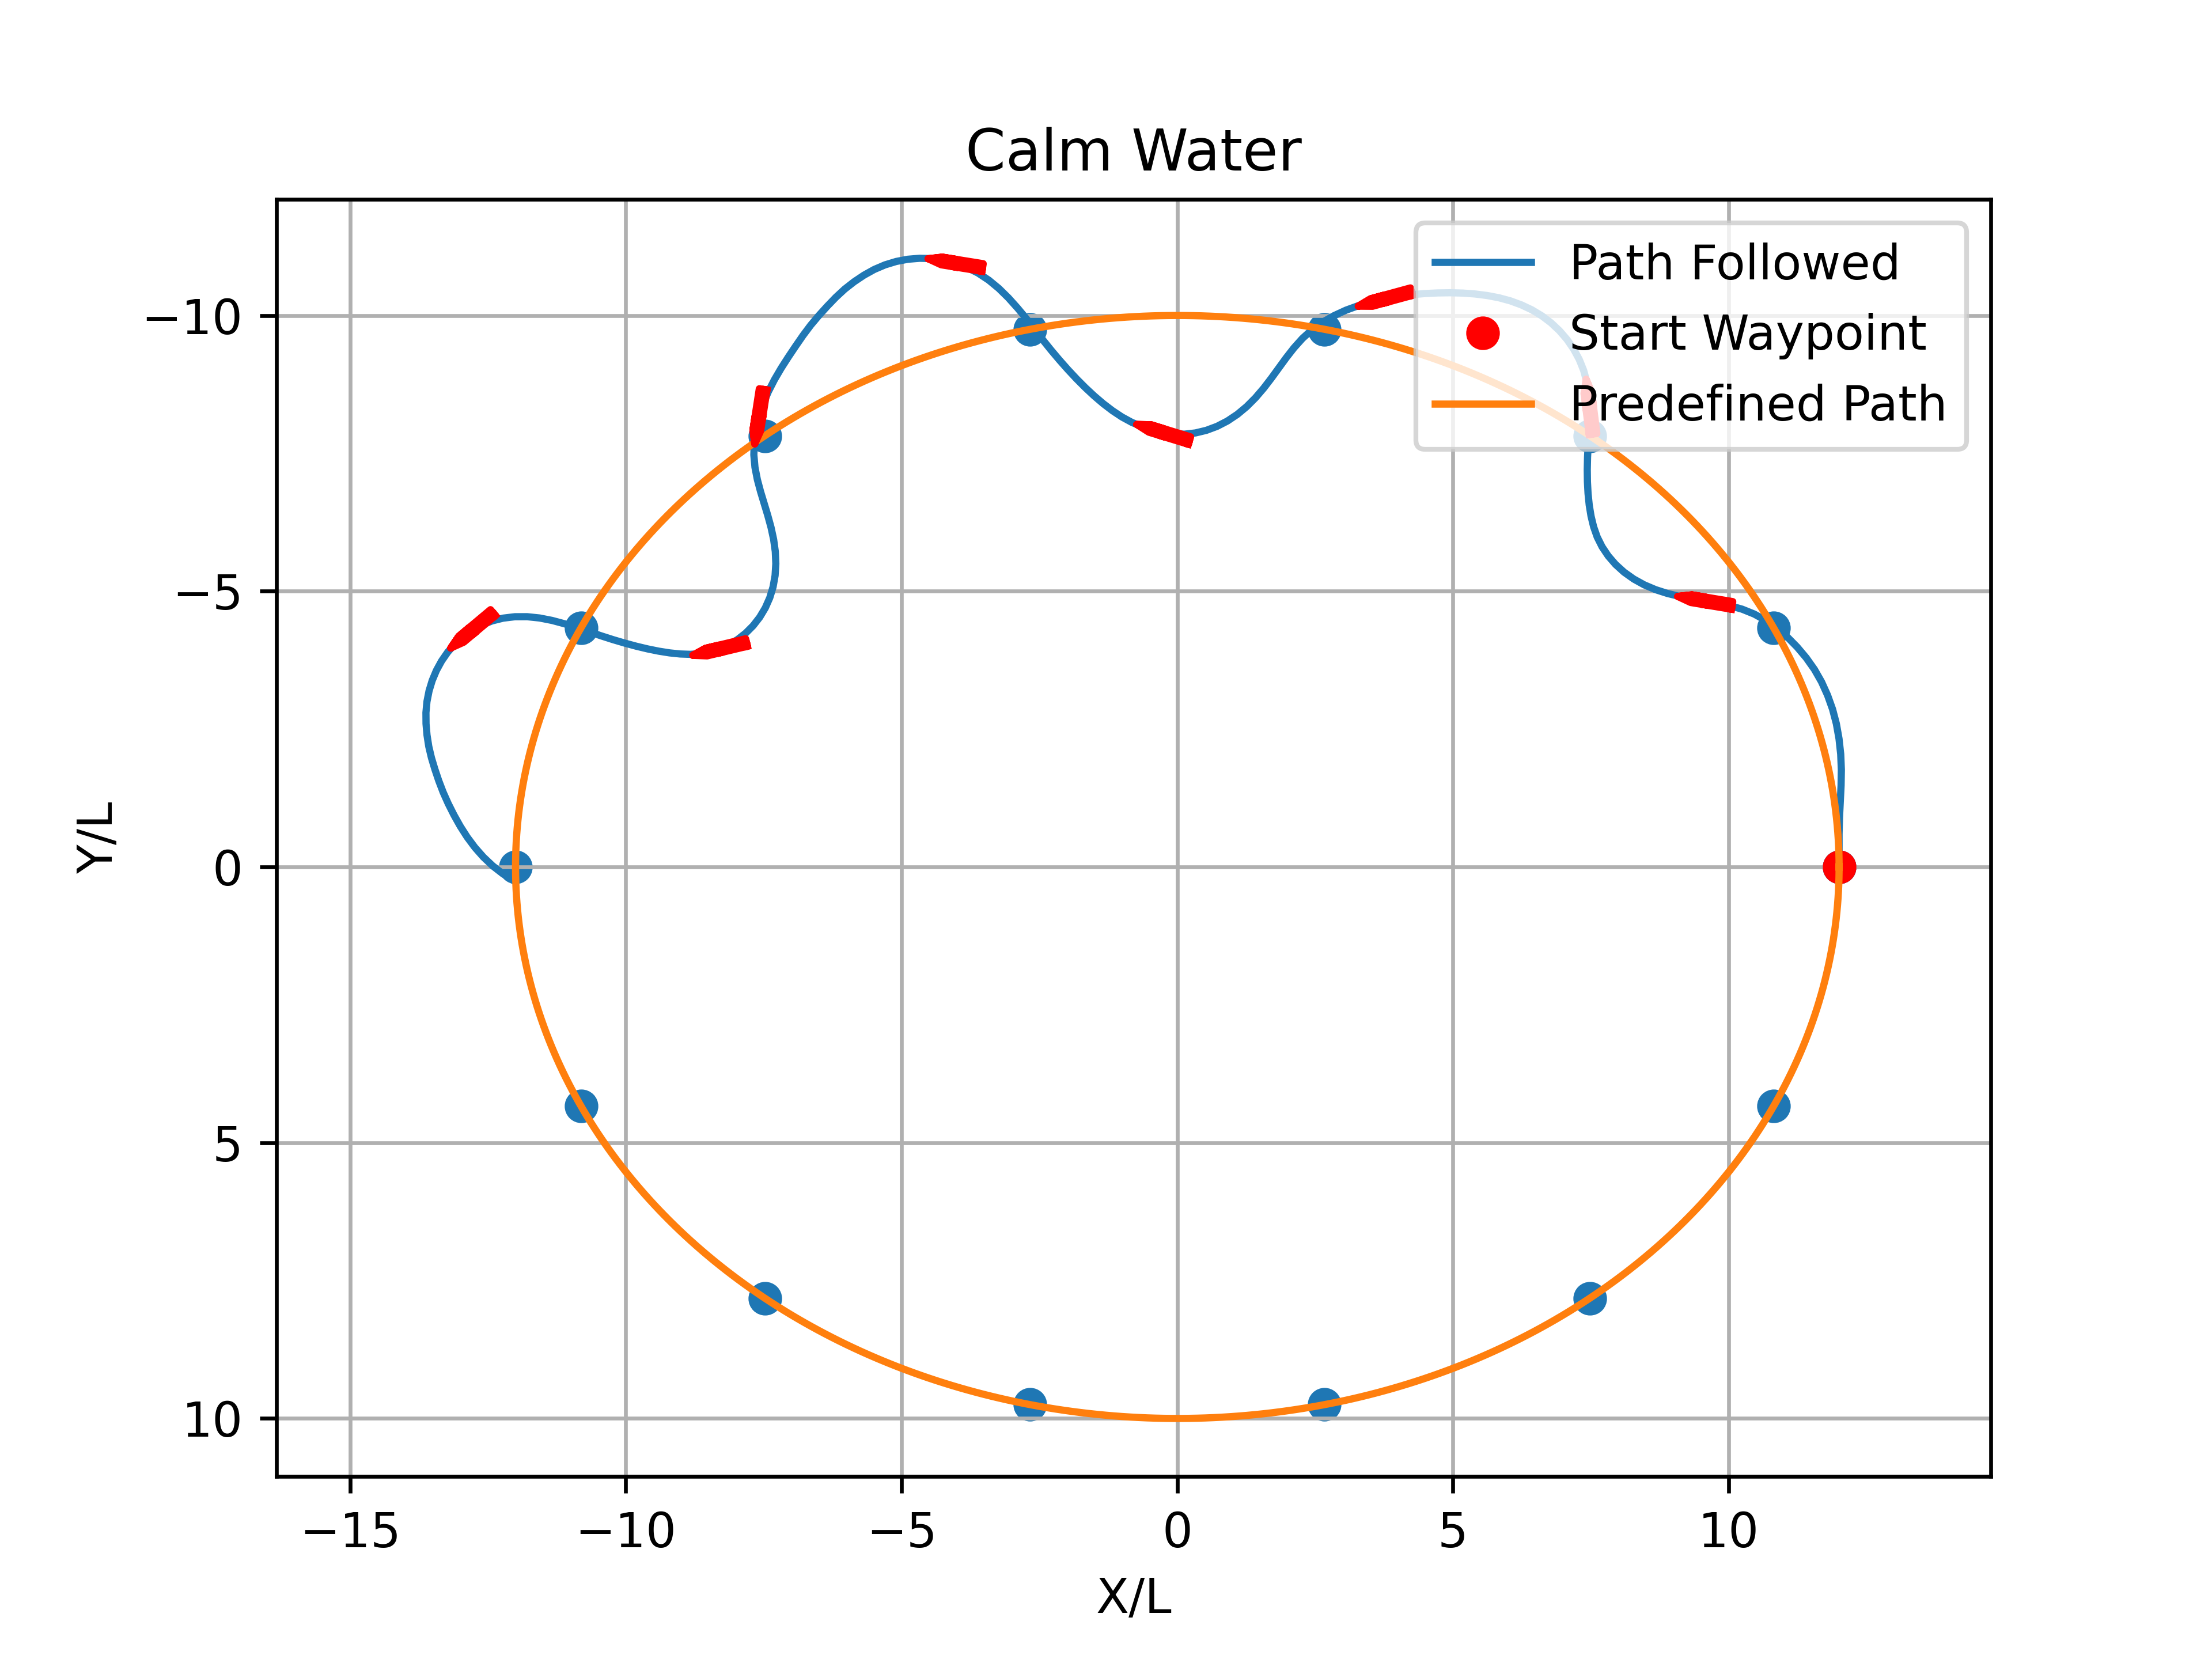 Calm Water
Path Followed
Start Waypoint
Predefined Path
−10
−5
0
5
10
Y/L
−15
−10
−5
0
5
10
X/L